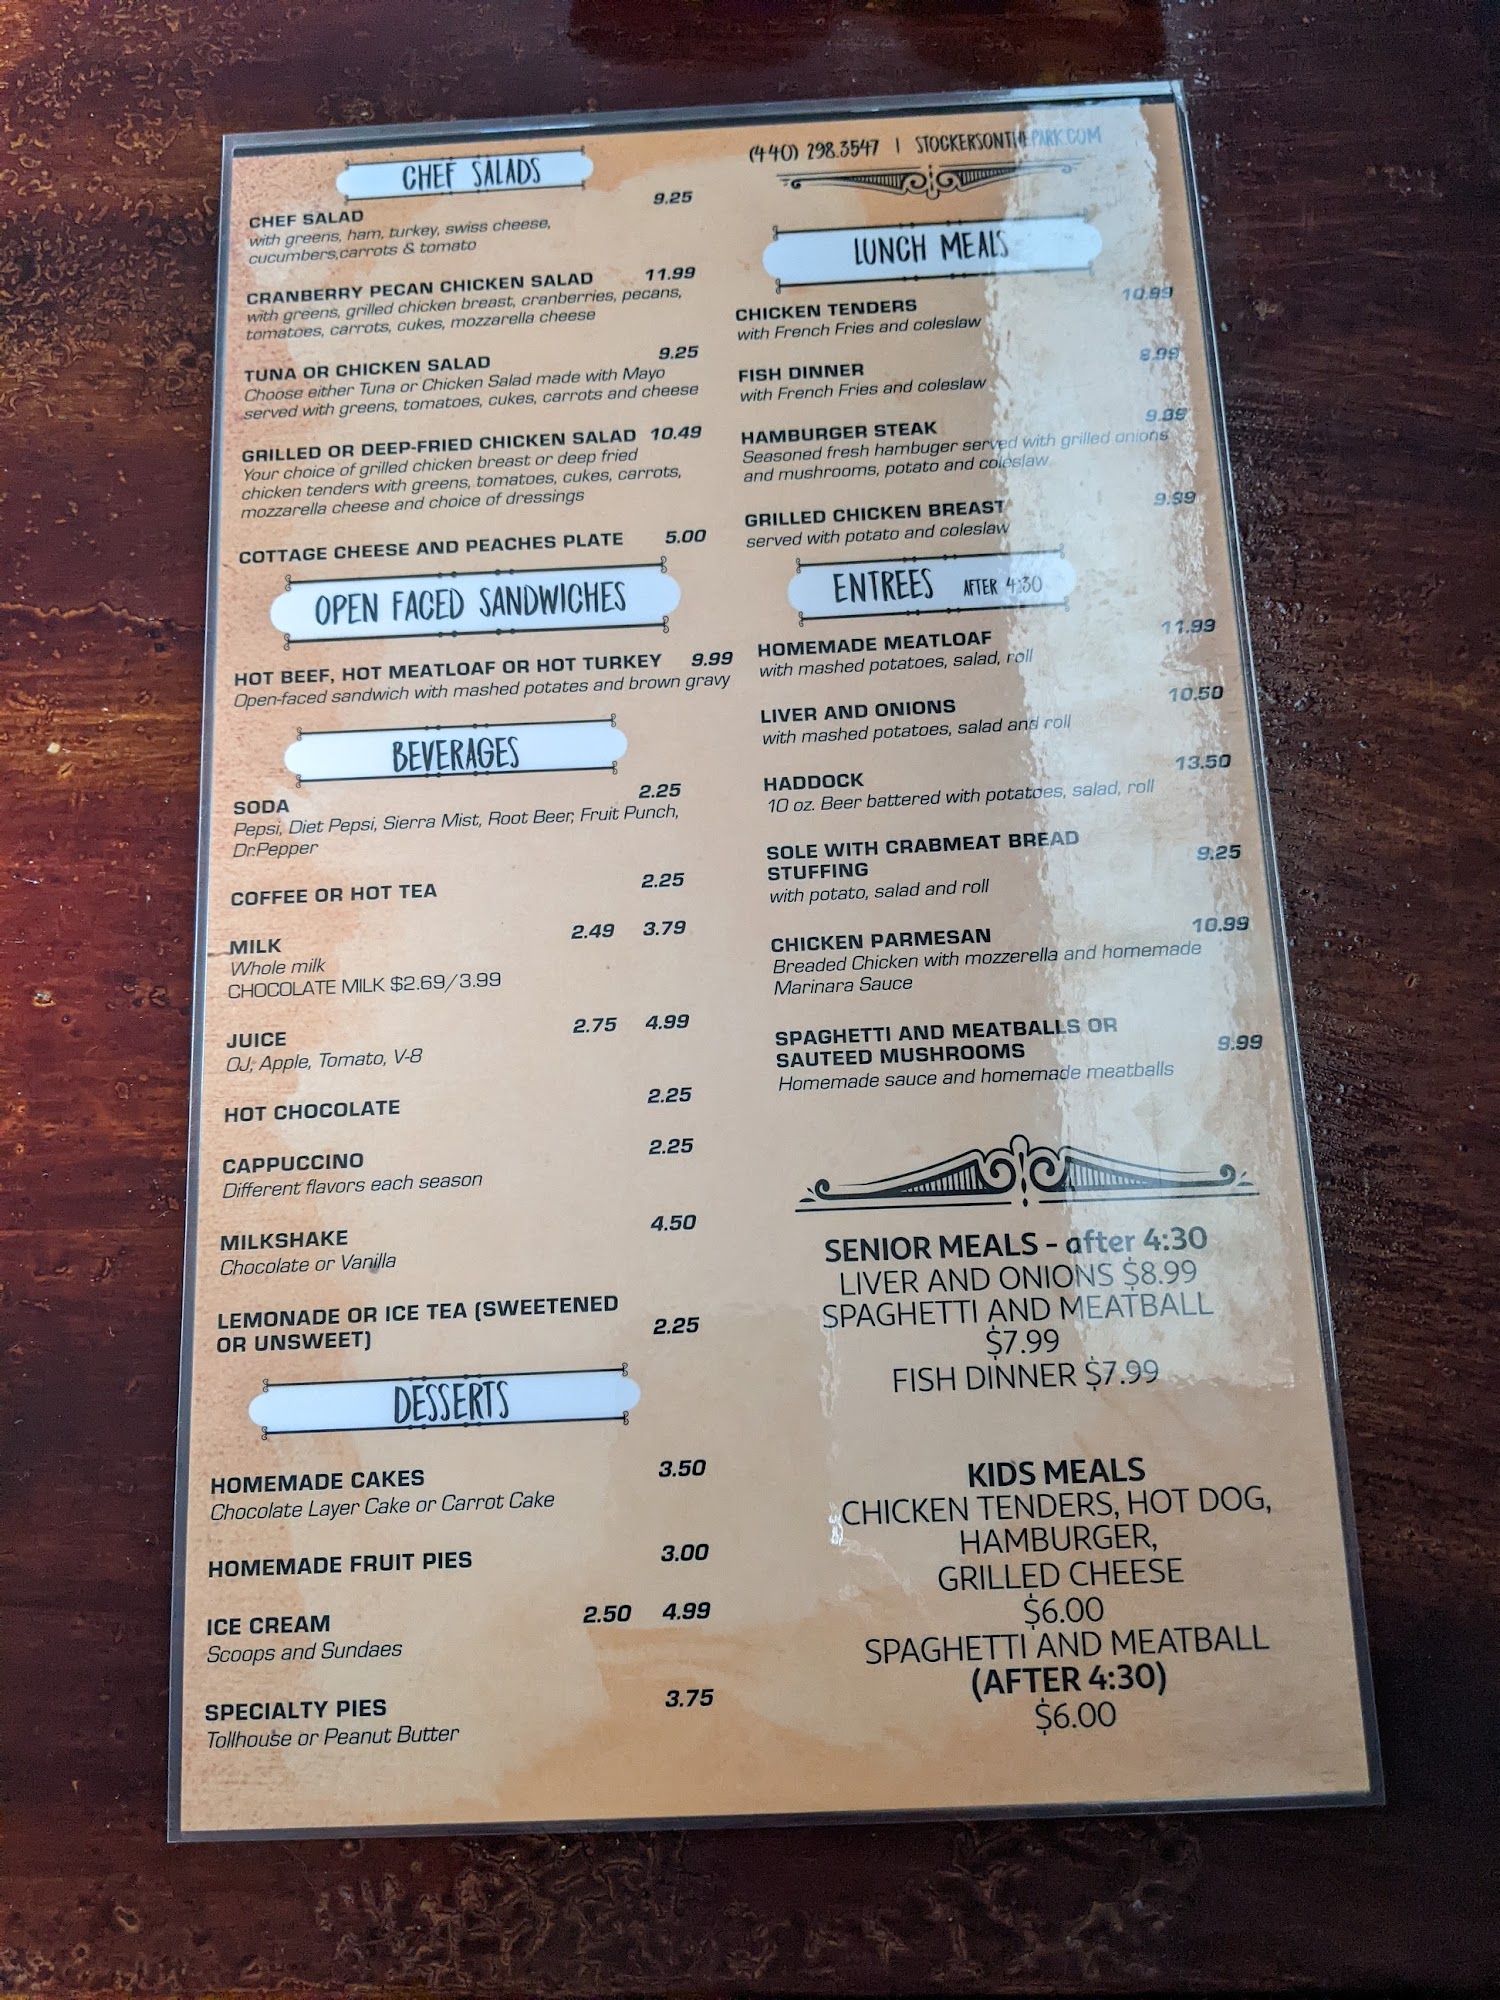 CHEF SALADS
CHEF SALAD 9.25
with greens, ham, turkey, swiss cheese,
cucumbers,carrots & tomato
CRANBERRY PECAN CHICKEN SALAD 11.99
with greens, grilled chicken breast, cranberries, pecans,
tomatoes, carrots, cukes, mozzarella cheese
TUNA OR CHICKEN SALAD 9.25
Choose either Tuna or Chicken Salad made with Mayo
served with greens, tomatoes, cukes, carrots and cheese
GRILLED OR DEEP-FRIED CHICKEN SALAD 10.49
Your choice of grilled chicken breast or deep fried
chicken tenders with greens, tomatoes, cukes, carrots,
mozzarella cheese and choice of dressings
COTTAGE CHEESE AND PEACHES PLATE 5.00
OPEN FACED SANDWICHES
HOT BEEF, HOT MEATLOAF OR HOT TURKEY 9.99
Open-faced sandwich with mashed potates and brown gravy
BEVERAGES
SODA 2.25
Pepsi, Diet Pepsi, Sierra Mist, Root Beer, Fruit Punch,
Dr.Pepper
COFFEE OR HOT TEA 2.25
MILK 2.49 3.79
Whole milk
CHOCOLATE MILK $2.69/3.99
JUICE 2.75 4.99
OJ, Apple, Tomato, V-8
HOT CHOCOLATE 2.25
CAPPUCCINO 2.25
Different flavors each season
MILKSHAKE 4.50
Chocolate or Vanilla
LEMONADE OR ICE TEA (SWEETENED
OR UNSWEET) 2.25
DESSERTS
HOMEMADE CAKES 3.50
Chocolate Layer Cake or Carrot Cake
HOMEMADE FRUIT PIES 3.00
ICE CREAM 2.50 4.99
Scoops and Sundaes
SPECIALTY PIES 3.75
Tollhouse or Peanut Butter
(440) 298.3547 | STOCKERSONTHEPARK.COM
LUNCH MEALS
CHICKEN TENDERS 10.99
with French Fries and coleslaw
FISH DINNER 8.99
with French Fries and coleslaw
HAMBURGER STEAK 9.99
Seasoned fresh hambuger served with grilled onions
and mushrooms, potato and coleslaw
GRILLED CHICKEN BREAST 9.99
served with potato and coleslaw
ENTREES AFTER 4:30
HOMEMADE MEATLOAF 11.99
with mashed potatoes, salad, roll
LIVER AND ONIONS 10.50
with mashed potatoes, salad and roll
HADDOCK 13.50
10 oz. Beer battered with potatoes, salad, roll
SOLE WITH CRABMEAT BREAD
STUFFING 9.25
with potato, salad and roll
CHICKEN PARMESAN 10.99
Breaded Chicken with mozzerella and homemade
Marinara Sauce
SPAGHETTI AND MEATBALLS OR
SAUTEED MUSHROOMS 9.99
Homemade sauce and homemade meatballs
SENIOR MEALS - after 4:30
LIVER AND ONIONS $8.99
SPAGHETTI AND MEATBALL
$7.99
FISH DINNER $7.99
KIDS MEALS
CHICKEN TENDERS, HOT DOG,
HAMBURGER,
GRILLED CHEESE
$6.00
SPAGHETTI AND MEATBALL
(AFTER 4:30)
$6.00